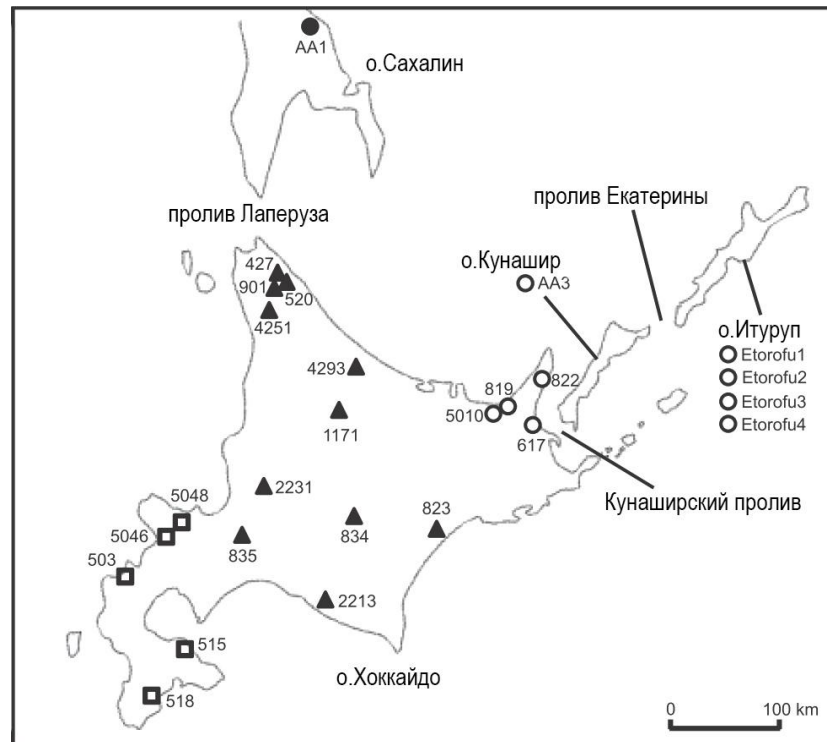 AA1
о.Сахалин
пролив Екатерины
пролив Лаперуза
427
901
520
4251
о.Кунашир
AA3
о.Итуруп
Etorofu1
Etorofu2
Etorofu3
Etorofu4
4293
819
822
5010
617
1171
Кунаширский пролив
2231
5048
823
5046
835
834
503
2213
515
о.Хоккайдо
518
0 100 km